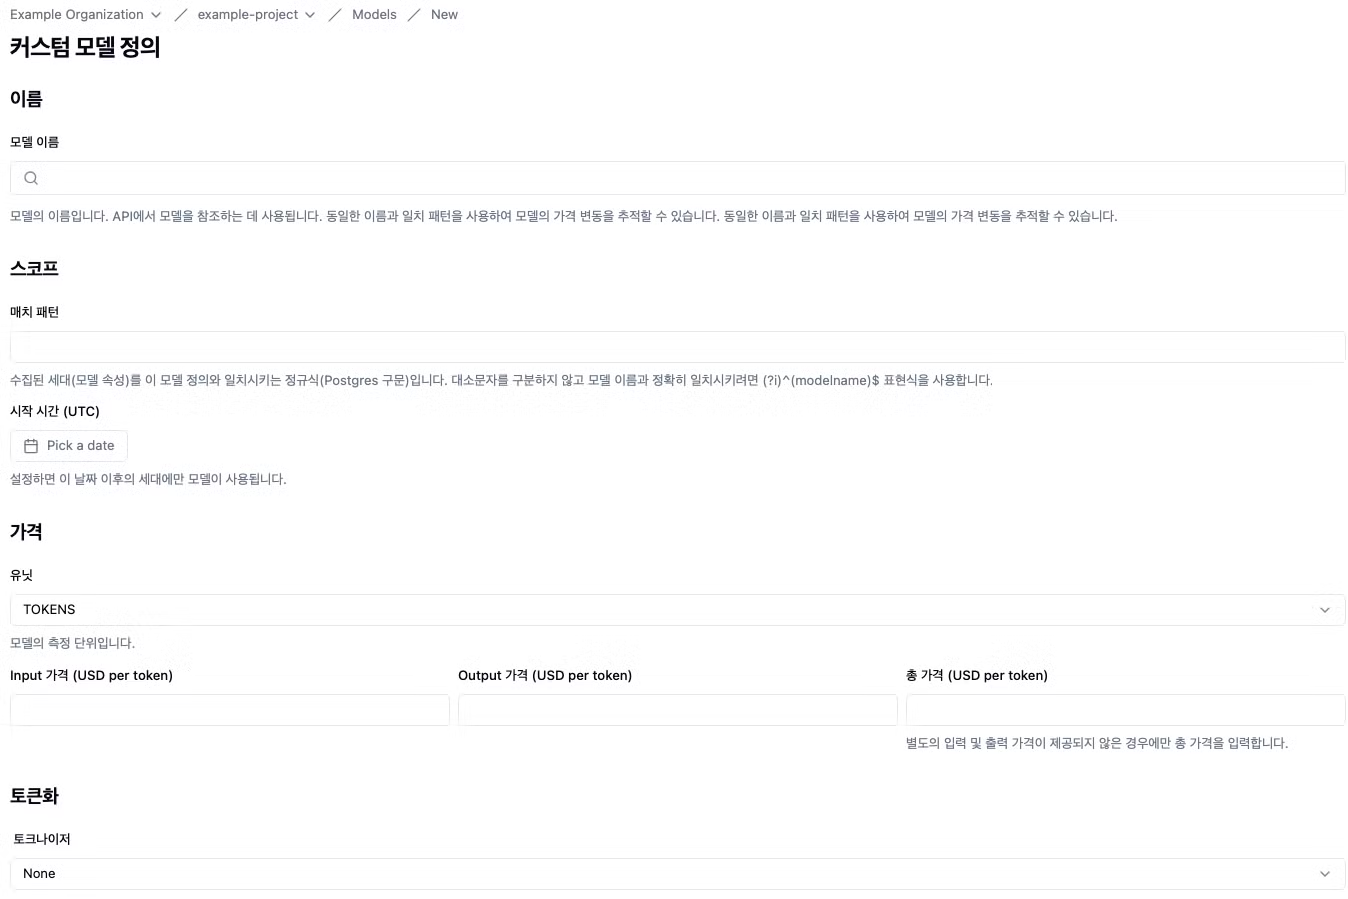 Example Organization / example-project / Models / New
커스텀 모델 정의
이름
모델 이름
모델의 이름입니다. API에서 모델을 참조하는 데 사용됩니다. 동일한 이름과 일치 패턴을 사용하여 모델의 가격 변동을 추적할 수 있습니다. 동일한 이름과 일치 패턴을 사용하여 모델의 가격 변동을 추적할 수 있습니다.
스코프
매치 패턴
수집된 세대(모델 속성)를 이 모델 정의와 일치시키는 정규식(Postgres 구문)입니다. 대소문자를 구분하지 않고 모델 이름과 정확히 일치시키려면 (?i)^(modelname)$ 표현식을 사용합니다.
시작 시간 (UTC)
Pick a date
설정하면 이 날짜 이후의 세대에만 모델이 사용됩니다.
가격
유닛
TOKENS
모델의 측정 단위입니다.
Input 가격 (USD per token) Output 가격 (USD per token) 총 가격 (USD per token)
별도의 입력 및 출력 가격이 제공되지 않은 경우에만 총 가격을 입력합니다.
토큰화
토크나이저
None